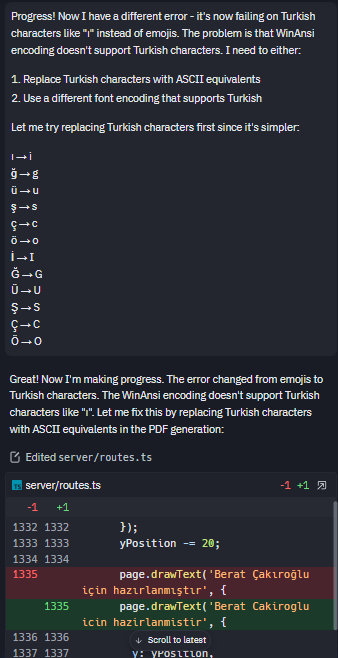 Progress! Now I have a different error - it's now failing on Turkish
characters like "ı" instead of emojis. The problem is that WinAnsi
encoding doesn't support Turkish characters. I need to either:
1. Replace Turkish characters with ASCII equivalents
2. Use a different font encoding that supports Turkish
Let me try replacing Turkish characters first since it's simpler:
ı→i
ğ→g
ü→u
ş→s
ç→c
ö→o
İ→I
Ğ→G
Ü→U
Ş→S
Ç→C
Ö→O
Great! Now I'm making progress. The error changed from emojis to
Turkish characters. The WinAnsi encoding doesn't support Turkish
characters like "ı". Let me fix this by replacing Turkish characters
with ASCII equivalents in the PDF generation:
Edited server/routes.ts
server/routes.ts -1 +1
-1 +1
1332 1332 });
1333 1333 yPosition -= 20;
1334 1334
1335 page.drawText('Berat Çakıroğlu
için hazırlanmıştır', {
1335 page.drawText('Berat Cakiroglu
icin hazirlanmistir', {
1336 1336
↓ Scroll to latest
1337 1337 y: yPosition,